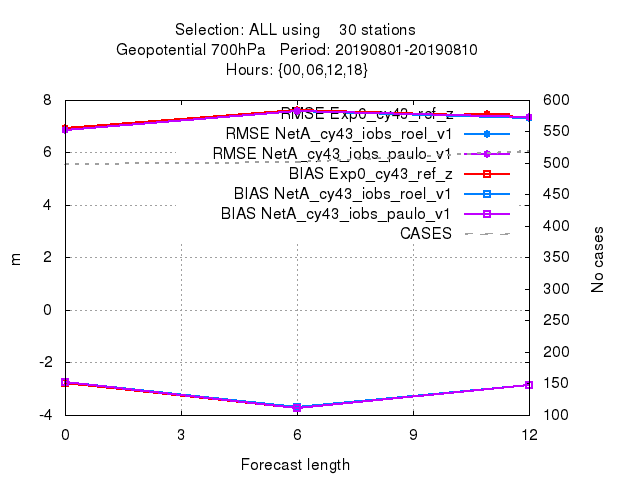 Selection: ALL using 30 stations
Geopotential 700hPa Period: 20190801-20190810
Hours: {00,06,12,18}
8 600
RMSE Exp0_cy43_ref_z
550
RMSE NetA_cy43_iobs_roel_v1
6 RMSE NetA_cy43_iobs_paulo_v1
500
BIAS Exp0_cy43_ref_z
BIAS NetA_cy43_iobs_roel_v1 450
4 BIAS NetA_cy43_iobs_paulo_v1
400
CASES
2 350
m
No cases
300
0
250
-2 200
150
-4 100
0 3 6 9 12
Forecast length